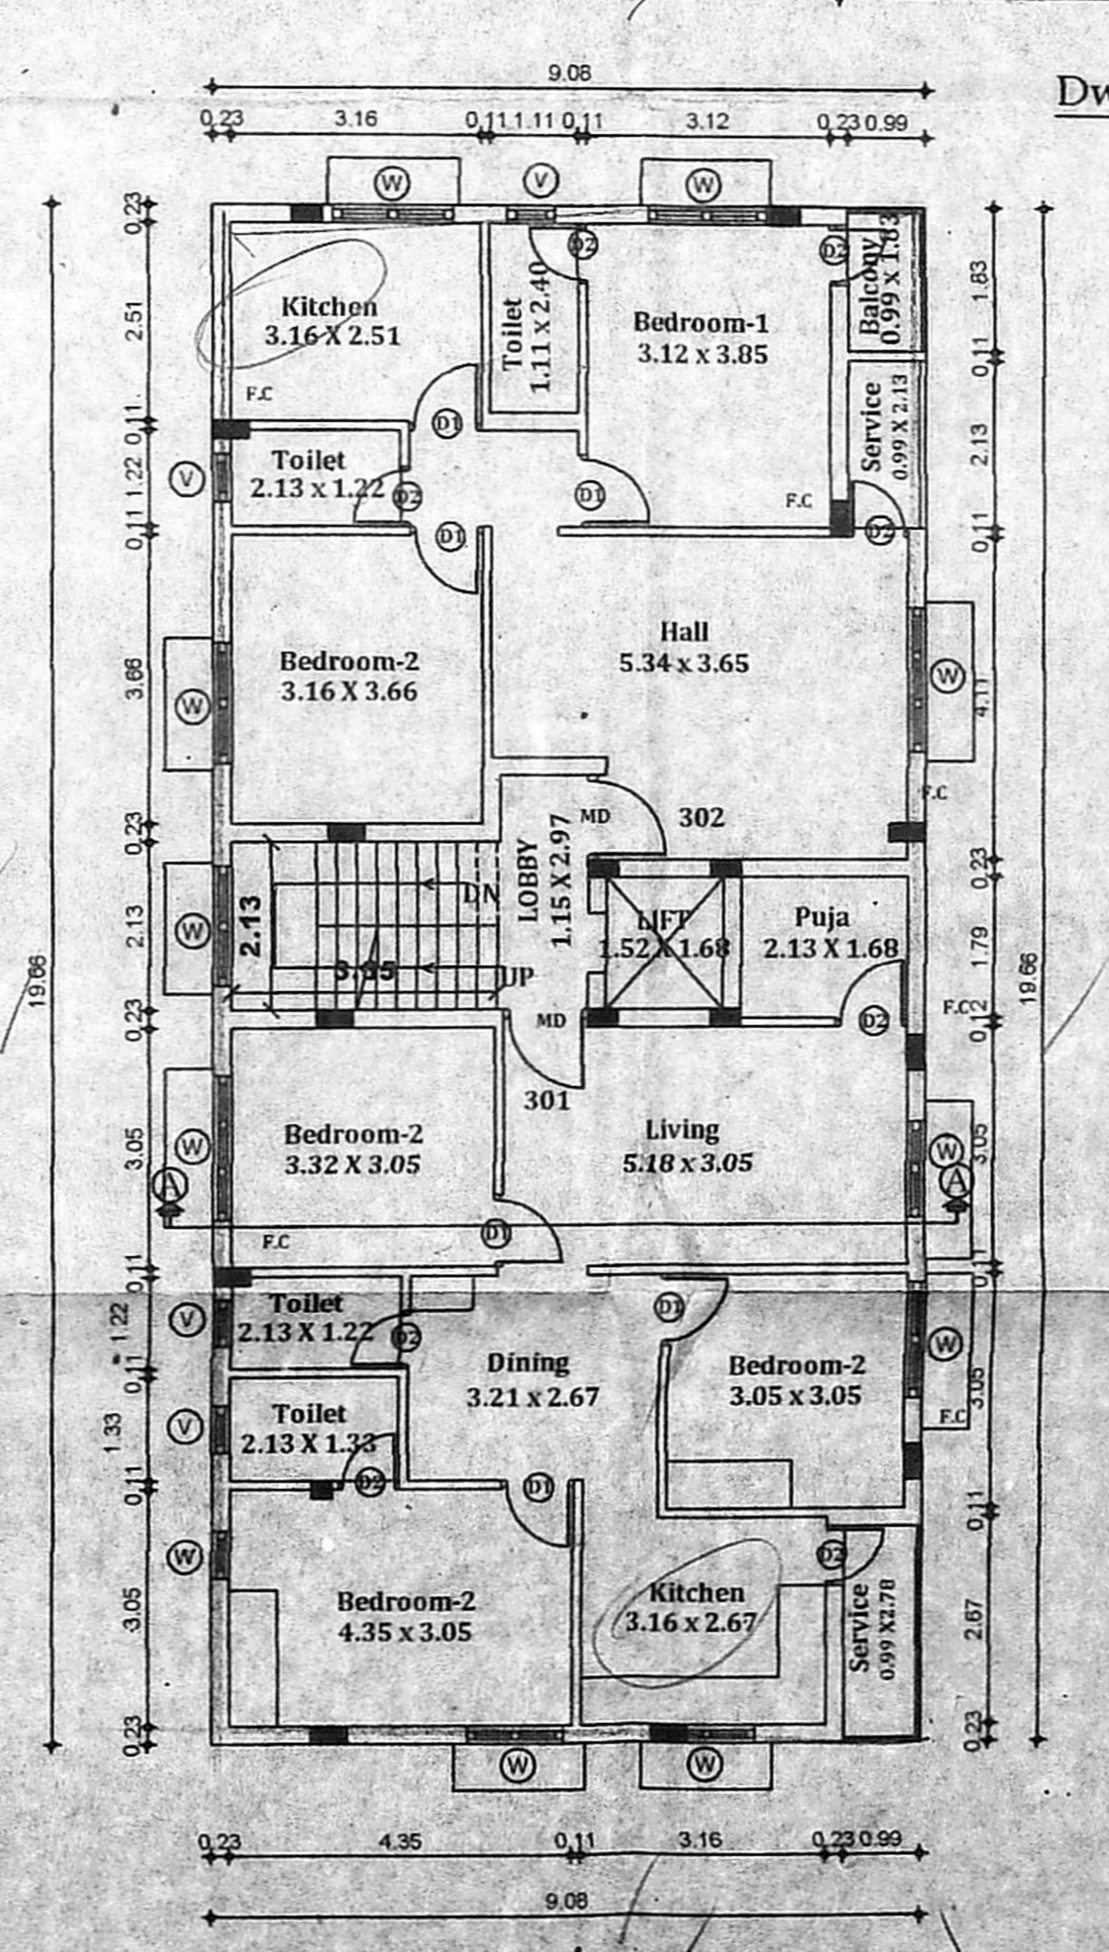 Dw
9.08
0.23 3.16 0.11 1.11 0.11 3.12 0.23 0.99
W V W
0.23
2.51
0.11
1.22
0.11
3.66
0.23
2.13
0.23
3.05
0.11
1.22
0.11
1.33
0.11
3.05
0.23
19.66
Kitchen
3.16 X 2.51
F.C
Toilet
1.11 x 2.40
D2
Bedroom-1
3.12 x 3.85
F.C
D2
Balcony
0.99 x 1.83
Service
0.99 x 2.13
D2
D1
Toilet
2.13 x 1.22
D2
V
D1
D1
Bedroom-2
3.16 X 3.66
W
Hall
5.34 x 3.65
W
F.C
MD
302
LOBBY
1.15 X 2.97
W
2.13
DN
UP
LIFT
1.52 X 1.68
Puja
2.13 X 1.68
D2
F.C
MD
301
Bedroom-2
3.32 X 3.05
W
A
F.C
D1
Living
5.18 x 3.05
W
A
Toilet
2.13 X 1.22
D2
V
Dining
3.21 x 2.67
D1
Bedroom-2
3.05 x 3.05
W
F.C
Toilet
2.13 X 1.33
D2
V
D1
W
Bedroom-2
4.35 x 3.05
Kitchen
3.16 x 2.67
D2
Service
0.99 X2.78
W W
1.83
0.11
2.13
0.11
4.11
0.23
1.79
0.12
3.05
0.11
3.05
0.11
2.67
0.23
19.66
0.23 4.35 0.11 3.16 0.23 0.99
9.08